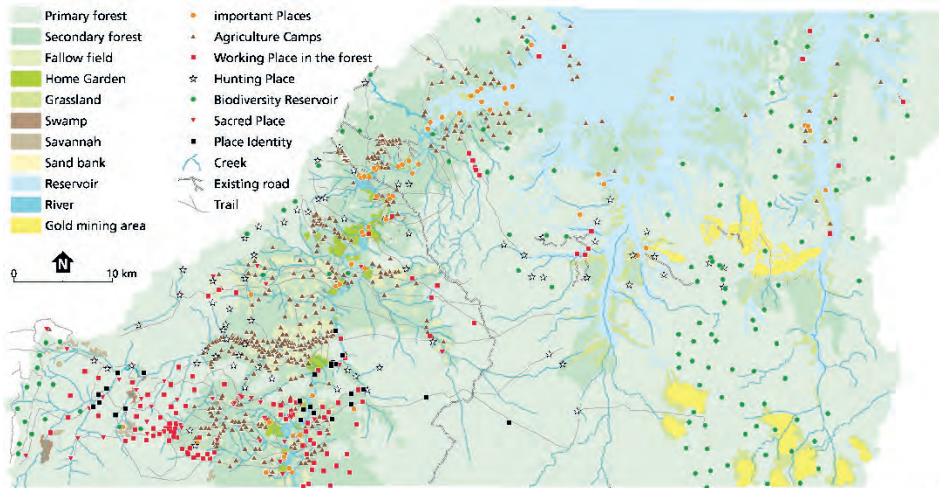 Primary forest
Secondary forest
Fallow field
Home Garden
Grassland
Swamp
Savannah
Sand bank
Reservoir
River
Gold mining area
important Places
Agriculture Camps
Working Place in the forest
Hunting Place
Biodiversity Reservoir
Sacred Place
Place Identity
Creek
Existing road
Trail
N
0 10 km